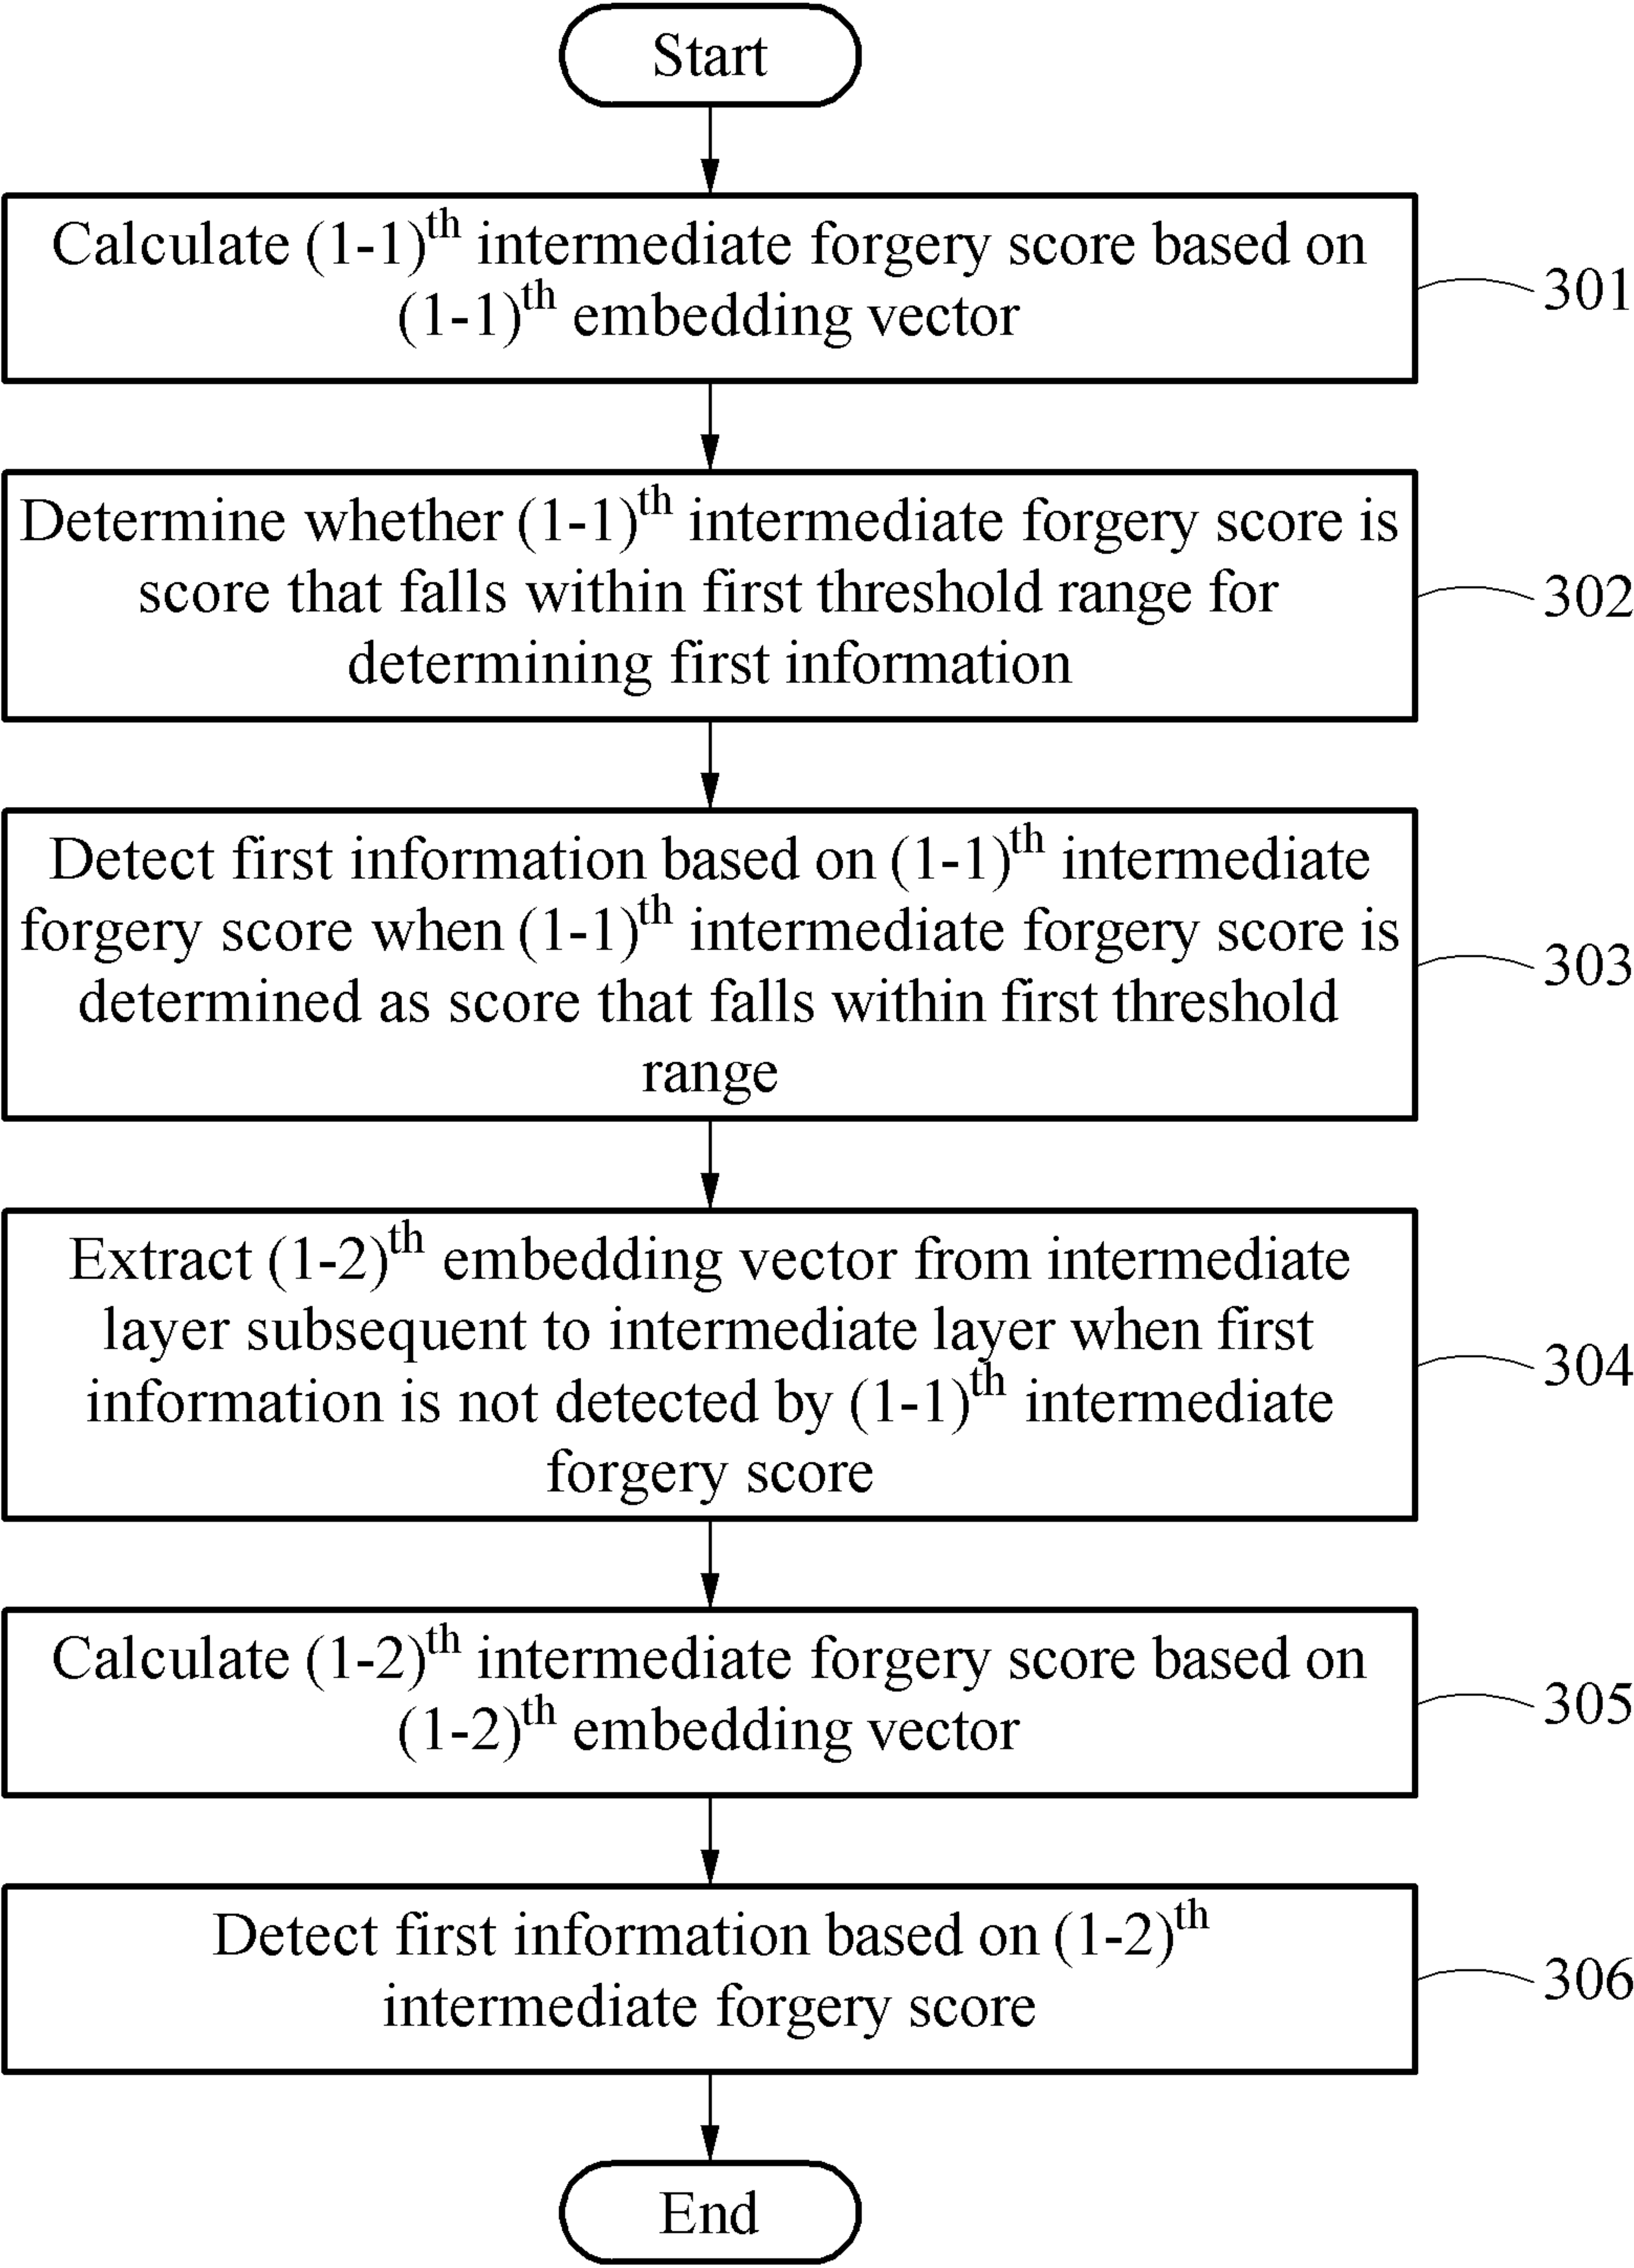 Start
Calculate (1-1)th intermediate forgery score based on
(1-1)th embedding vector
301
Determine whether (1-1)th intermediate forgery score is
score that falls within first threshold range for
determining first information
302
Detect first information based on (1-1)th intermediate
forgery score when (1-1)th intermediate forgery score is
determined as score that falls within first threshold
range
303
Extract (1-2)th embedding vector from intermediate
layer subsequent to intermediate layer when first
information is not detected by (1-1)th intermediate
forgery score
304
Calculate (1-2)th intermediate forgery score based on
(1-2)th embedding vector
305
Detect first information based on (1-2)th
intermediate forgery score
306
End